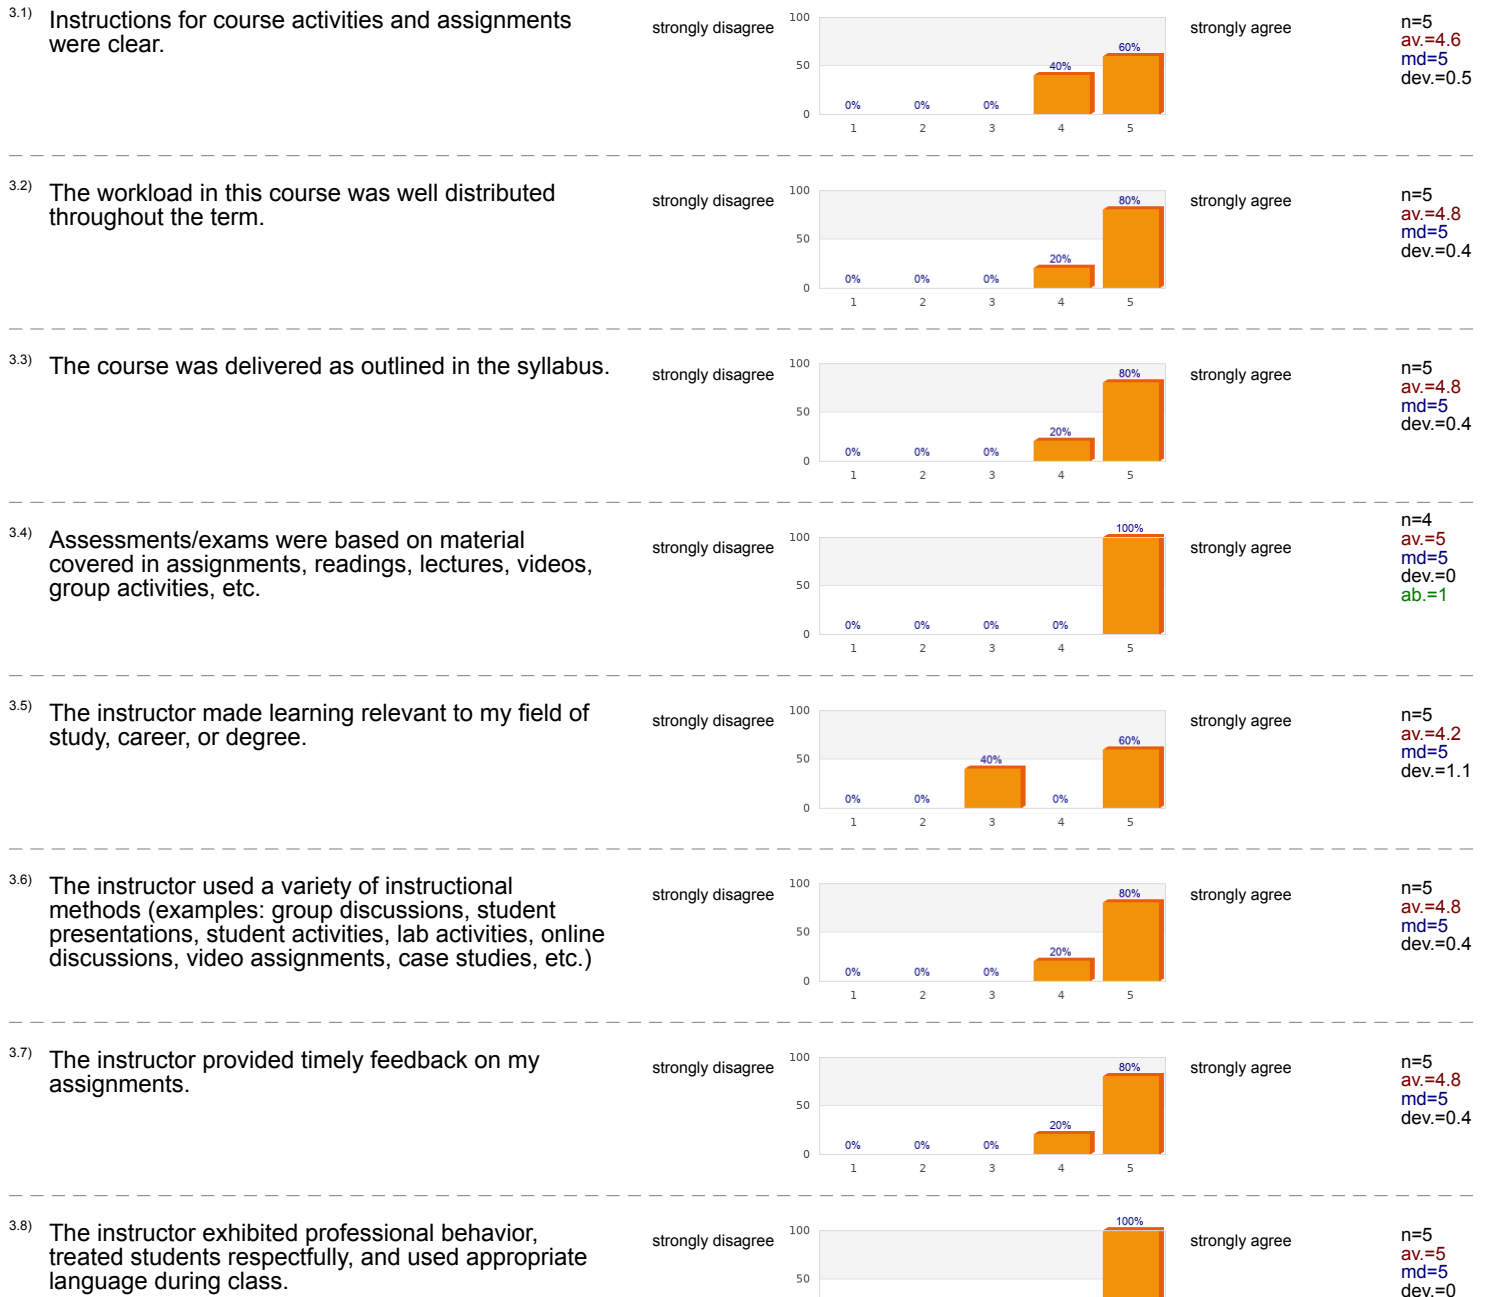 3.1) Instructions for course activities and assignments
were clear.
strongly disagree
100
50
0
0%
0%
0%
40%
60%
1
2
3
4
5
strongly agree
n=5
av.=4.6
md=5
dev.=0.5
3.2) The workload in this course was well distributed
throughout the term.
strongly disagree
100
50
0
0%
0%
0%
20%
80%
1
2
3
4
5
strongly agree
n=5
av.=4.8
md=5
dev.=0.4
3.3) The course was delivered as outlined in the syllabus.
strongly disagree
100
50
0
0%
0%
0%
20%
80%
1
2
3
4
5
strongly agree
n=5
av.=4.8
md=5
dev.=0.4
3.4) Assessments/exams were based on material
covered in assignments, readings, lectures, videos,
group activities, etc.
strongly disagree
100
50
0
0%
0%
0%
0%
100%
1
2
3
4
5
strongly agree
n=4
av.=5
md=5
dev.=0
ab.=1
3.5) The instructor made learning relevant to my field of
study, career, or degree.
strongly disagree
100
50
0
0%
0%
40%
0%
60%
1
2
3
4
5
strongly agree
n=5
av.=4.2
md=5
dev.=1.1
3.6) The instructor used a variety of instructional
methods (examples: group discussions, student
presentations, student activities, lab activities, online
discussions, video assignments, case studies, etc.)
strongly disagree
100
50
0
0%
0%
0%
20%
80%
1
2
3
4
5
strongly agree
n=5
av.=4.8
md=5
dev.=0.4
3.7) The instructor provided timely feedback on my
assignments.
strongly disagree
100
50
0
0%
0%
0%
20%
80%
1
2
3
4
5
strongly agree
n=5
av.=4.8
md=5
dev.=0.4
3.8) The instructor exhibited professional behavior,
treated students respectfully, and used appropriate
language during class.
strongly disagree
100
50
100%
strongly agree
n=5
av.=5
md=5
dev.=0